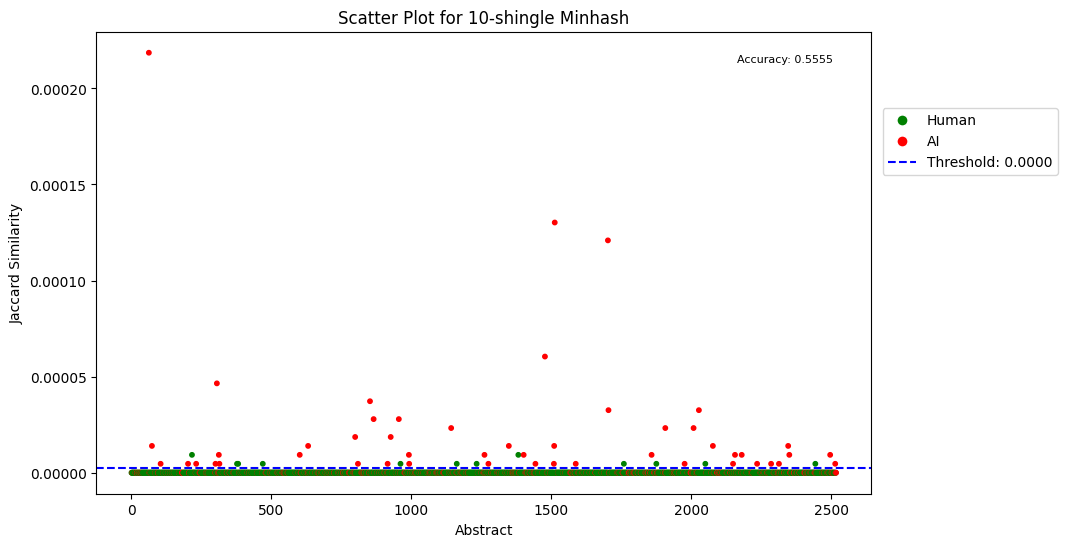 Scatter Plot for 10-shingle Minhash
Accuracy: 0.5555
Human
AI
Threshold: 0.0000
Jaccard Similarity
0.00020
0.00015
0.00010
0.00005
0.00000
0
500
1000
1500
2000
2500
Abstract